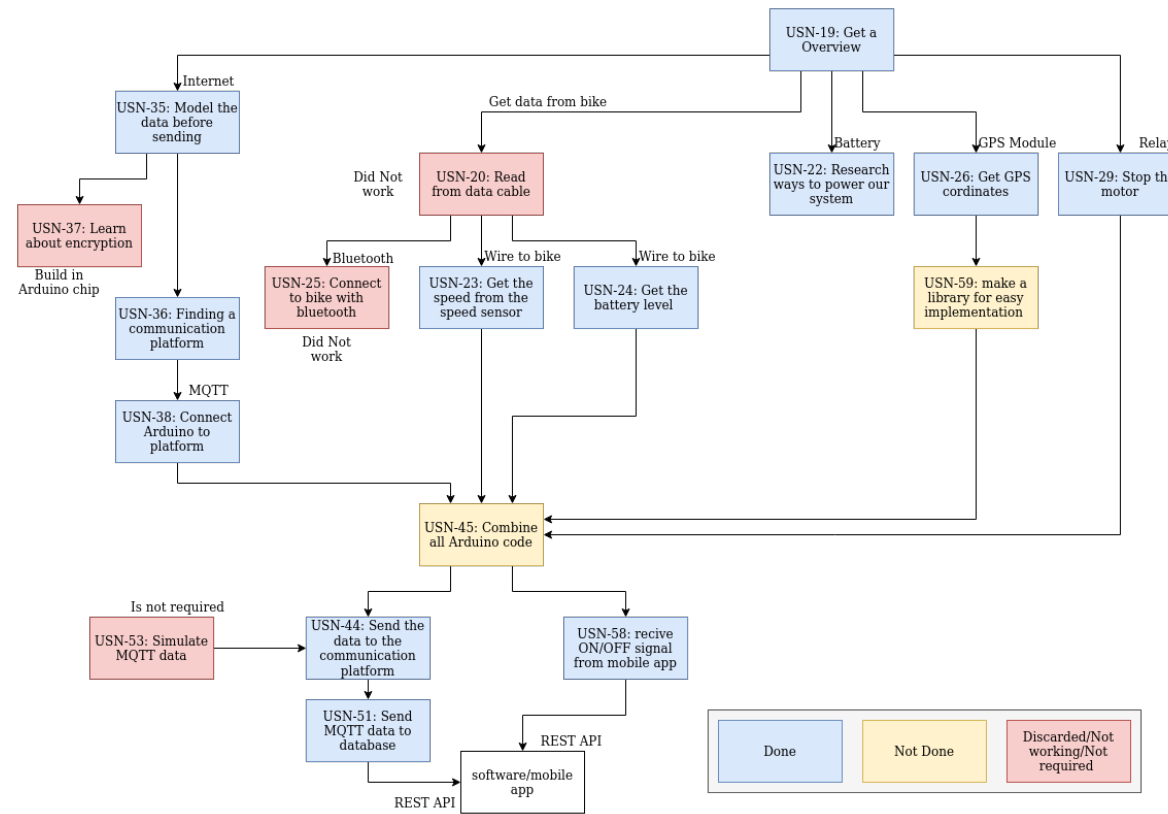 USN-19: Get a
Overview
Internet
USN-35: Model the
data before
sending
Get data from bike
Battery
GPS Module
Relay
Did Not
work
USN-20: Read
from data cable
USN-22: Research
ways to power our
system
USN-26: Get GPS
cordinates
USN-29: Stop th
motor
USN-37: Learn
about encryption
Build in
Arduino chip
Bluetooth
Wire to bike
Wire to bike
USN-25: Connect
to bike with
bluetooth
USN-23: Get the
speed from the
speed sensor
USN-24: Get the
battery level
USN-59: make a
library for easy
implementation
Did Not
work
USN-36: Finding a
communication
platform
MQTT
USN-38: Connect
Arduino to
platform
USN-45: Combine
all Arduino code
Is not required
USN-53: Simulate
MQTT data
USN-44: Send the
data to the
communication
platform
USN-58: recive
ON/OFF signal
from mobile app
USN-51: Send
MQTT data to
database
REST API
software/mobile
app
REST API
Done
Not Done
Discarded/Not
working/Not
required